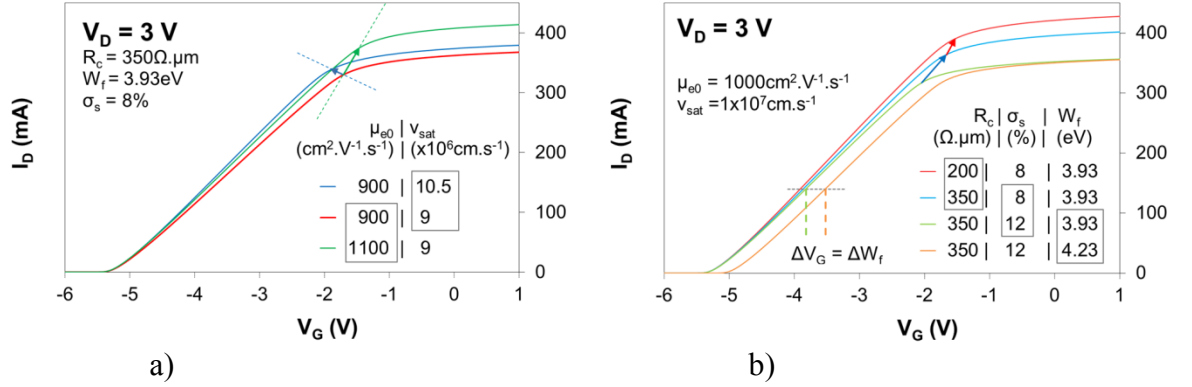 V_D = 3 V
R_c = 350Ω.µm
W_f = 3.93eV
σ_s = 8%
µ_e0 | v_sat
(cm².V⁻¹.s⁻¹) | (x10⁶cm.s⁻¹)
900 | 10.5
900 | 9
1100 | 9
400
300
200
100
0
I_D (mA)
-6 -5 -4 -3 -2 -1 0 1
V_G (V)
a)
V_D = 3 V
µ_e0 = 1000cm².V⁻¹.s⁻¹
v_sat =1x10⁷cm.s⁻¹
R_c | σ_s | W_f
(Ω.µm) | (%) | (eV)
200 | 8 | 3.93
350 | 8 | 3.93
350 | 12 | 3.93
350 | 12 | 4.23
ΔV_G = ΔW_f
400
300
200
100
0
I_D (mA)
-6 -5 -4 -3 -2 -1 0 1
V_G (V)
b)